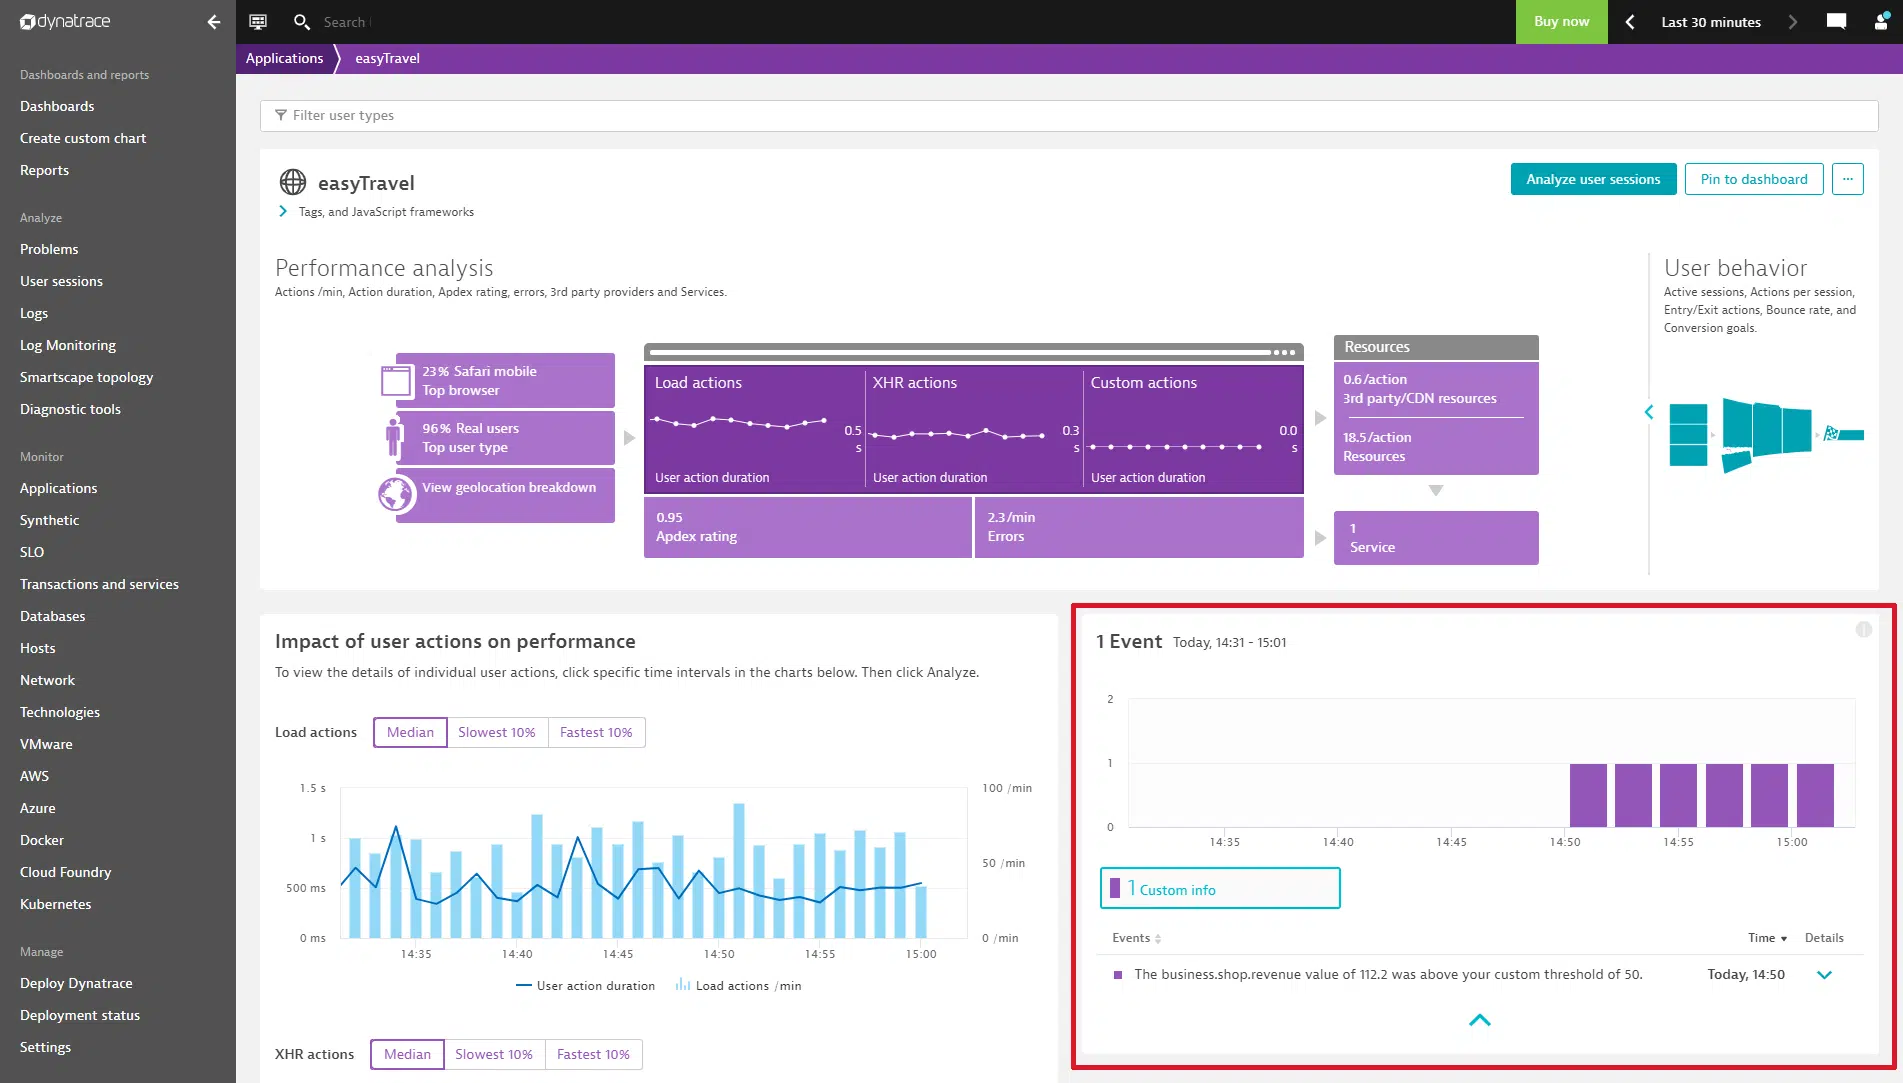 dynatrace
Search
Buy now
Last 30 minutes
Applications
easyTravel
Dashboards and reports
Dashboards
Create custom chart
Reports
Analyze
Problems
User sessions
Logs
Log Monitoring
Smartscape topology
Diagnostic tools
Monitor
Applications
Synthetic
SLO
Transactions and services
Databases
Hosts
Network
Technologies
VMware
AWS
Azure
Docker
Cloud Foundry
Kubernetes
Manage
Deploy Dynatrace
Deployment status
Settings
Filter user types
easyTravel
Tags, and JavaScript frameworks
Analyze user sessions
Pin to dashboard
...
Performance analysis
Actions /min, Action duration, Apdex rating, errors, 3rd party providers and Services.
23% Safari mobile
Top browser
96% Real users
Top user type
View geolocation breakdown
Load actions
0.5
s
User action duration
XHR actions
0.3
s
User action duration
Custom actions
0.0
s
User action duration
0.95
Apdex rating
2.3/min
Errors
Resources
0.6/action
3rd party/CDN resources
18.5/action
Resources
1
Service
User behavior
Active sessions, Actions per session,
Entry/Exit actions, Bounce rate, and
Conversion goals.
Impact of user actions on performance
To view the details of individual user actions, click specific time intervals in the charts below. Then click Analyze.
Load actions
Median
Slowest 10%
Fastest 10%
1.5 s
1 s
500 ms
0 ms
100 /min
50 /min
0 /min
14:35
14:40
14:45
14:50
14:55
15:00
User action duration
Load actions /min
XHR actions
Median
Slowest 10%
Fastest 10%
1 Event
Today, 14:31 - 15:01
2
1
0
14:35
14:40
14:45
14:50
14:55
15:00
1 Custom info
Events
Time
Details
The business.shop.revenue value of 112.2 was above your custom threshold of 50.
Today, 14:50